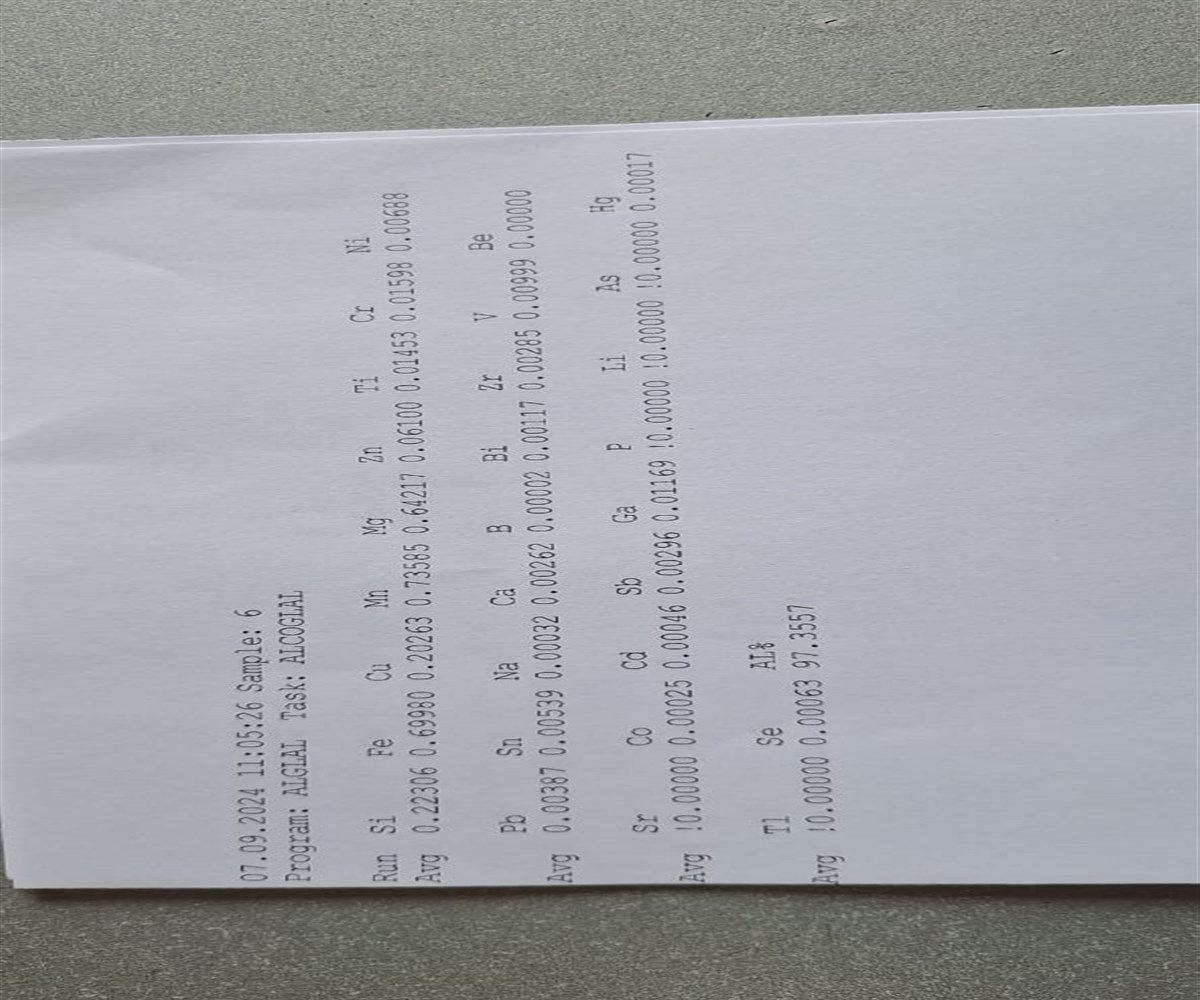 07.09.2024 11:05:26 Sample: 6
Program: ALGLAL Task: ALCOGLAL
Run Si Fe Cu Mn Mg Zn Ti Cr Ni
Avg 0.22306 0.69980 0.20263 0.73585 0.64217 0.06100 0.01453 0.01598 0.00688
Pb Sn Na Ca B Bi Zr V Be
Avg 0.00387 0.00539 0.00032 0.00262 0.00002 0.00117 0.00285 0.00999 0.00000
Sr Co Cd Sb Ga P Li As Hg
Avg !0.00000 0.00025 0.00046 0.00296 0.01169 !0.00000 !0.00000 !0.00000 0.00017
Tl Se AL%
Avg !0.00000 0.00063 97.3557